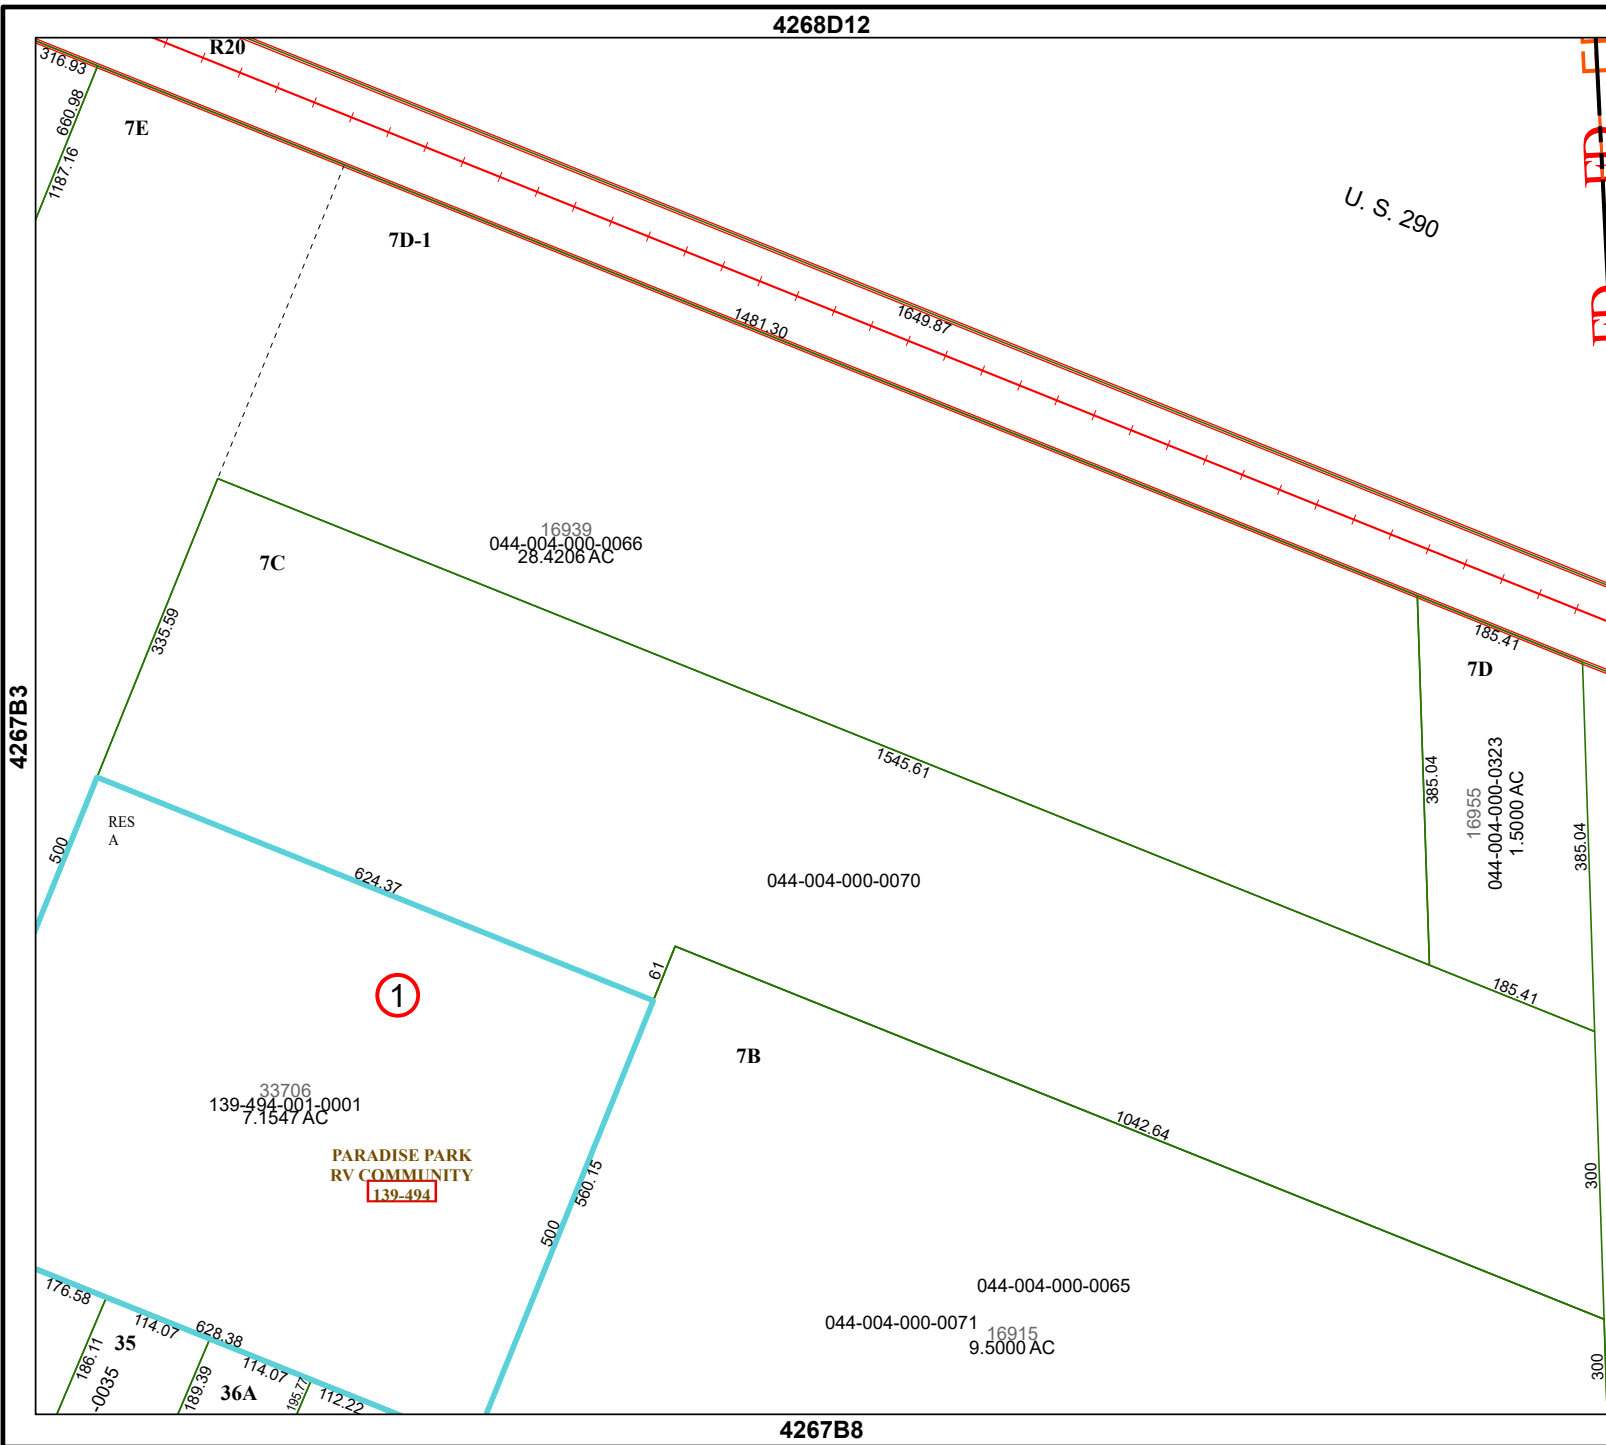 4268D12
316.93
R20
660.98
7E
1187.16
U. S. 290
7D-1
1481.30
1649.87
16939
044-004-000-0066
28.4206 AC
7C
335.59
185.41
7D
4267B3
1545.61
385.04
16955
044-004-000-0323
1.5000 AC
385.04
RES
A
500
624.37
044-004-000-0070
61
185.41
1
7B
33706
139-494-001-0001
7.1547 AC
1042.64
PARADISE PARK
RV COMMUNITY
139-494
560.15
500
300
044-004-000-0065
044-004-000-0071
16915
9.5000 AC
176.58
114.07
628.38
35
186.11
-0035
189.39
114.07
36A
195.77
112.22
300
4267B8